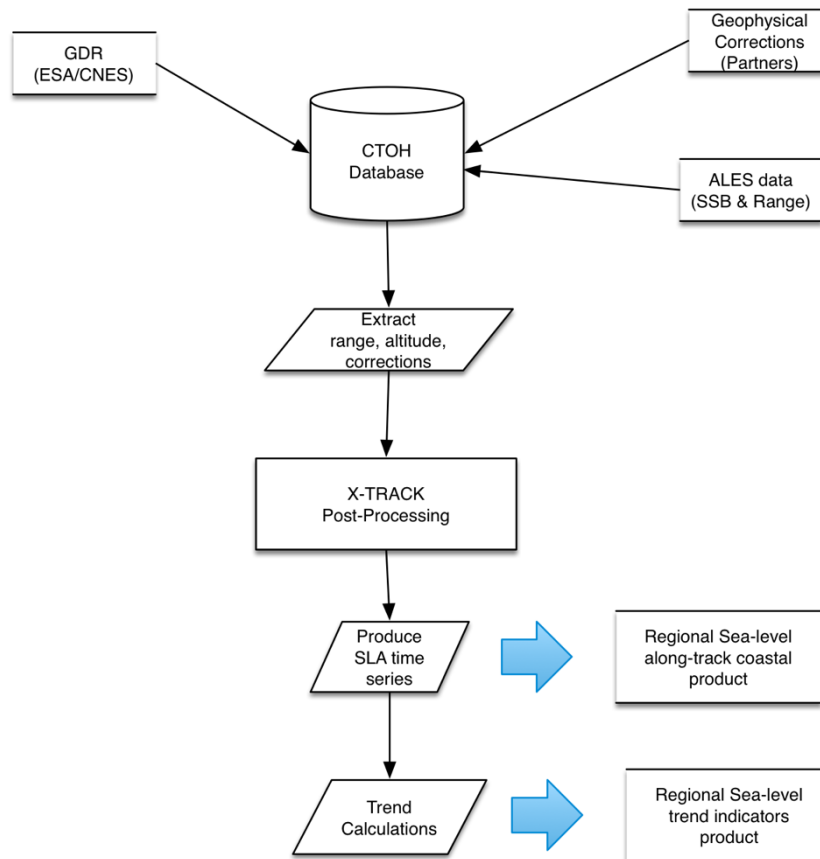 GDR
(ESA/CNES)
Geophysical
Corrections
(Partners)
CTOH
Database
ALES data
(SSB & Range)
Extract
range, altitude,
corrections
X-TRACK
Post-Processing
Produce
SLA time
series
Regional Sea-level
along-track coastal
product
Trend
Calculations
Regional Sea-level
trend indicators
product